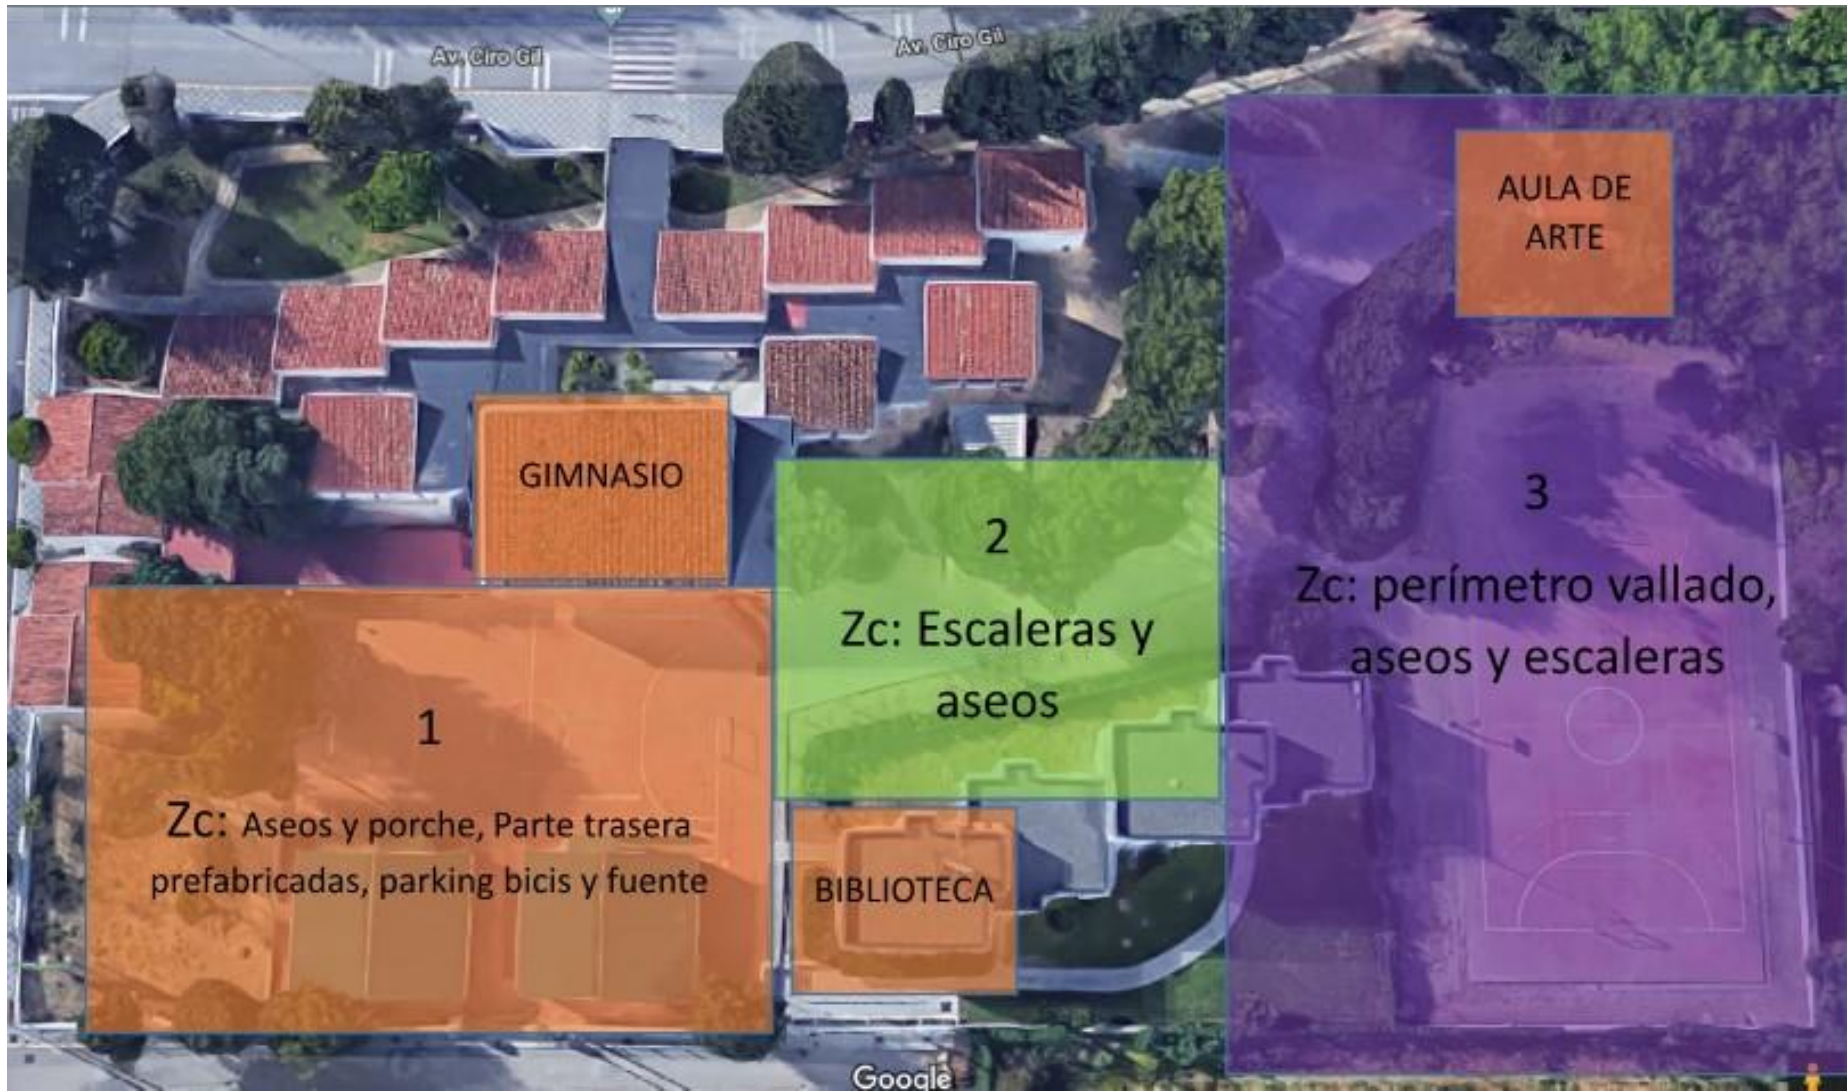 Av. Ciro Gil
Av. Ciro Gil
AULA DE
ARTE
GIMNASIO
2
Zc: Escaleras y
aseos
3
Zc: perímetro vallado,
aseos y escaleras
1
Zc: Aseos y porche, Parte trasera
prefabricadas, parking bicis y fuente
BIBLIOTECA
Google